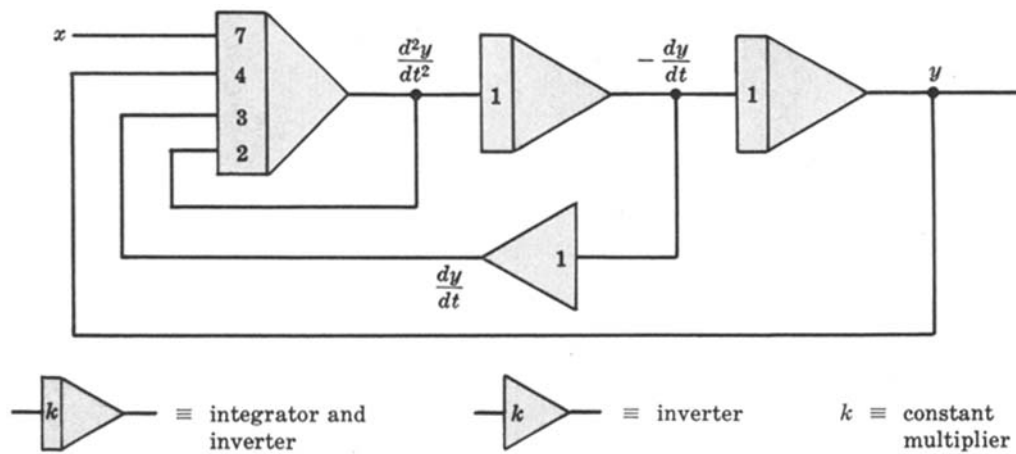 x
7
4
3
2
d²y
dt²
1
− dy
dt
1
y
1
dy
dt
k ≡ integrator and
inverter
k ≡ inverter
k ≡ constant
multiplier